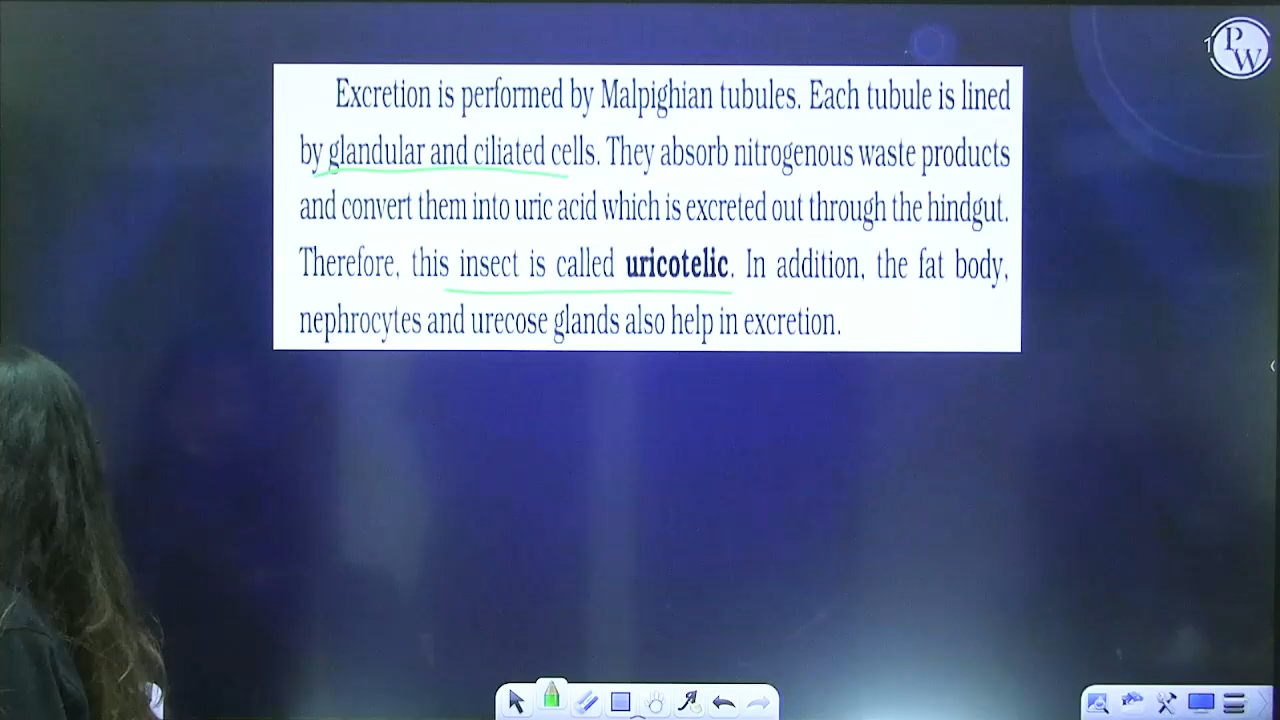 1
PW
Excretion is performed by Malpighian tubules. Each tubule is lined
by glandular and ciliated cells. They absorb nitrogenous waste products
and convert them into uric acid which is excreted out through the hindgut.
Therefore, this insect is called uricotelic. In addition, the fat body,
nephrocytes and urecose glands also help in excretion.